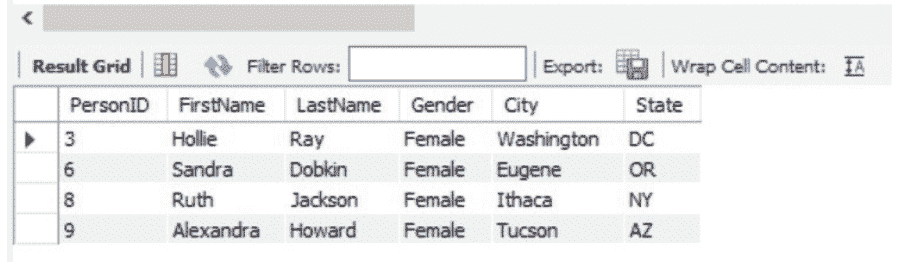 Result Grid Filter Rows: Export: Wrap Cell Content: IA
PersonID FirstName LastName Gender City State
3 Hollie Ray Female Washington DC
6 Sandra Dobkin Female Eugene OR
8 Ruth Jackson Female Ithaca NY
9 Alexandra Howard Female Tucson AZ